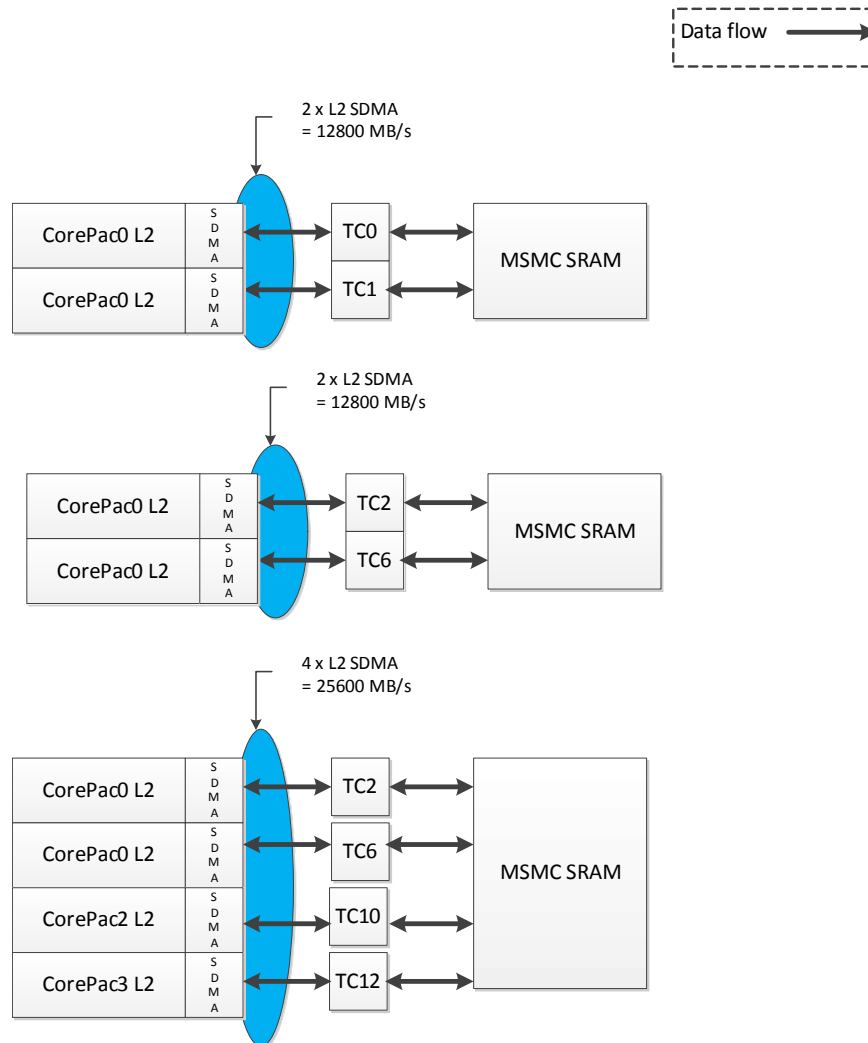 Data flow
2 x L2 SDMA
= 12800 MB/s
CorePac0 L2
S
D
M
A
TC0
MSMC SRAM
CorePac0 L2
S
D
M
A
TC1
2 x L2 SDMA
= 12800 MB/s
CorePac0 L2
S
D
M
A
TC2
MSMC SRAM
CorePac0 L2
S
D
M
A
TC6
4 x L2 SDMA
= 25600 MB/s
CorePac0 L2
S
D
M
A
TC2
CorePac0 L2
S
D
M
A
TC6
MSMC SRAM
CorePac2 L2
S
D
M
A
TC10
CorePac3 L2
S
D
M
A
TC12